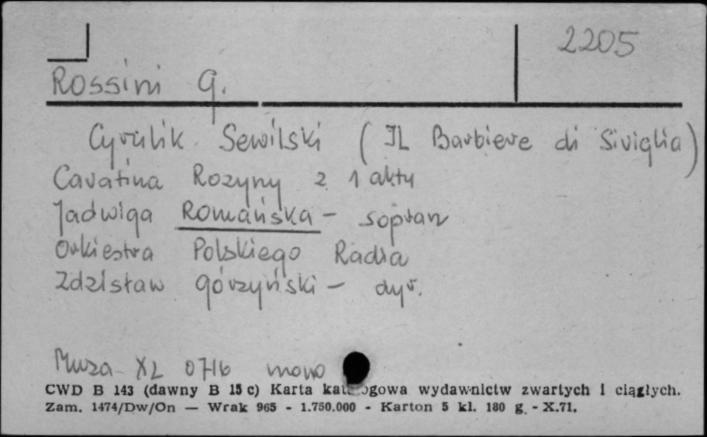 2205
Rossini G.
Cyrulik Sewilski (IL Barbiere di Siviglia)
Cavatina Rozyny z 1 aktu
Jadwiga Romańska - sopran
Orkiestra Polskiego Radia
Zdzisław Górzyński - dyr.
Muza XL 0716 mono
CWD B 143 (dawny B 15 c) Karta katalogowa wydawnictw zwartych i ciągłych.
Zam. 1474/Dw/On — Wrak 965 - 1.750.000 - Karton 5 kl. 180 g. - X.71.